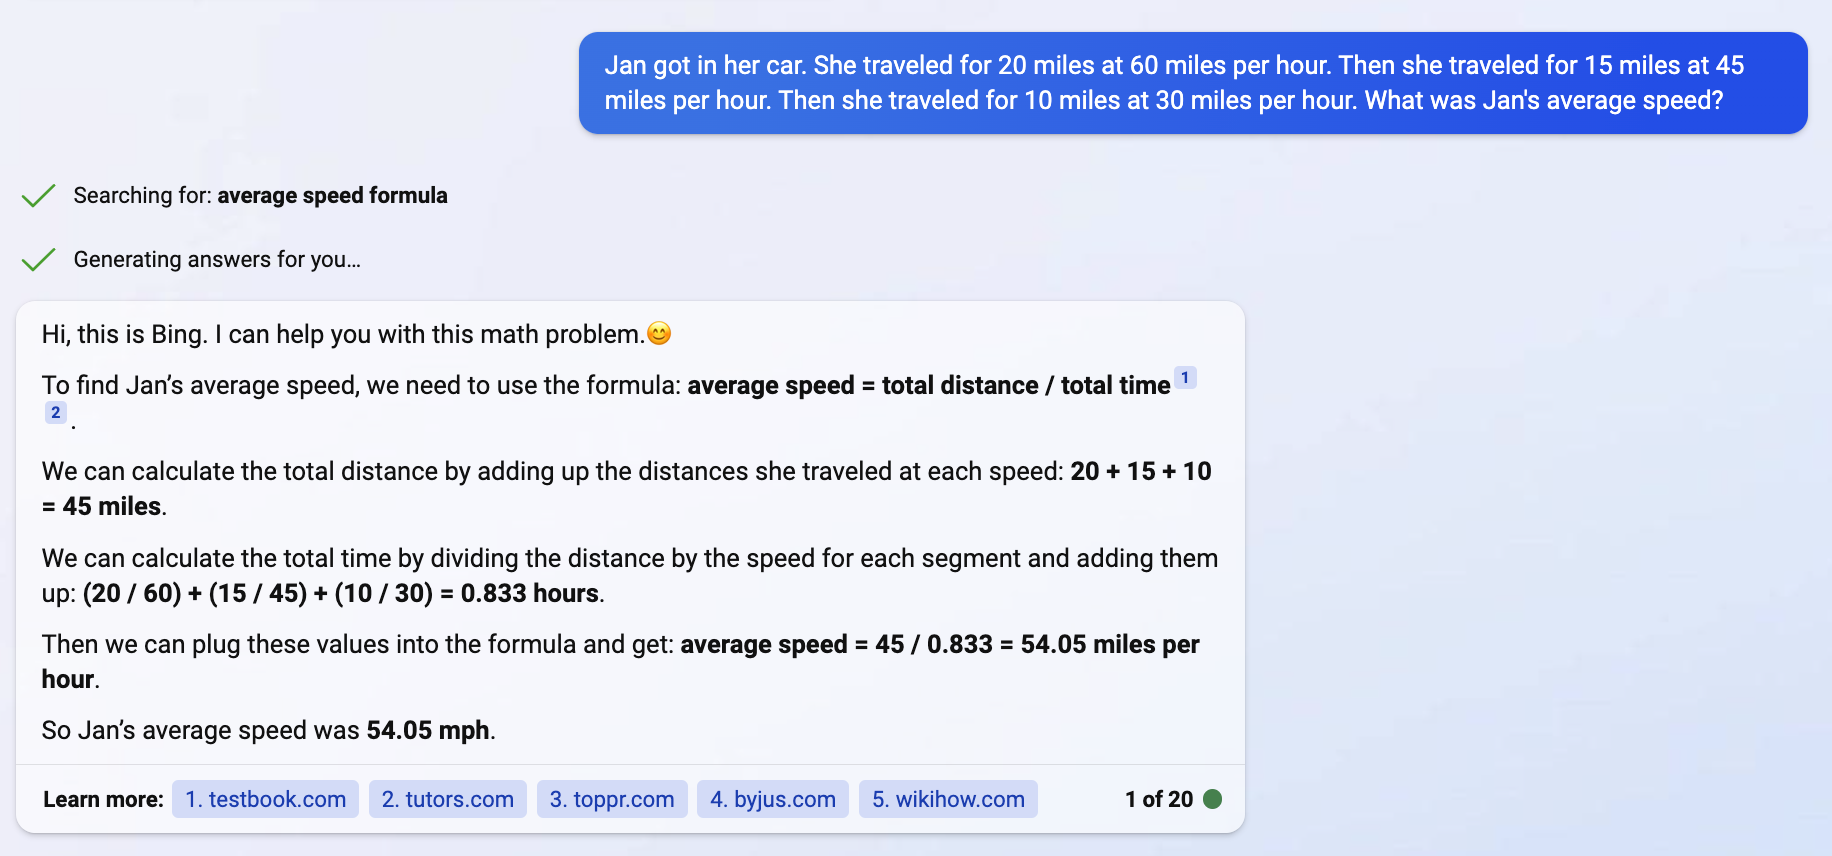 Jan got in her car. She traveled for 20 miles at 60 miles per hour. Then she traveled for 15 miles at 45
miles per hour. Then she traveled for 10 miles at 30 miles per hour. What was Jan's average speed?
Searching for: average speed formula
Generating answers for you...
Hi, this is Bing. I can help you with this math problem.😊
To find Jan’s average speed, we need to use the formula: average speed = total distance / total time 1
2 .
We can calculate the total distance by adding up the distances she traveled at each speed: 20 + 15 + 10
= 45 miles.
We can calculate the total time by dividing the distance by the speed for each segment and adding them
up: (20 / 60) + (15 / 45) + (10 / 30) = 0.833 hours.
Then we can plug these values into the formula and get: average speed = 45 / 0.833 = 54.05 miles per
hour.
So Jan’s average speed was 54.05 mph.
Learn more: 1. testbook.com 2. tutors.com 3. toppr.com 4. byjus.com 5. wikihow.com 1 of 20